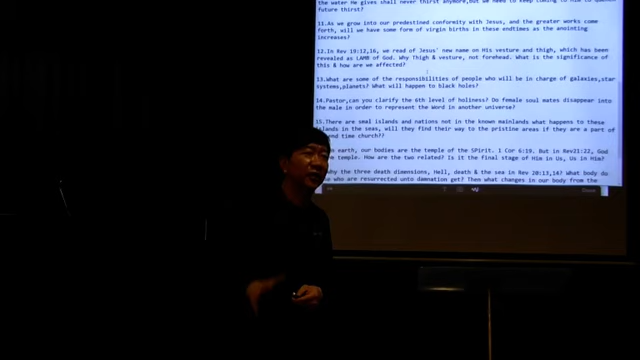 the water He gives shall never thirst anymore, but we need to keep coming to Him to quench
future thirst?
11.As we grow into our predestined conformity with Jesus, and the greater works come
forth, will we have some form of virgin births in these endtimes as the anointing
increases?
12.In Rev 19:12,16, we read of Jesus' new name on His vesture and thigh, which has been
revealed as LAMB of God. Why Thigh & vesture, not forehead. What is the significance of
this & how are we affected?
13.What are some of the responsibilities of people who will be in charge of galaxies,star
systems,planets? What will happen to black holes?
14.Pastor,can you clarify the 6th level of holiness? Do female soul mates disappear into
the male in order to represent the Word in another universe?
15.There are smal islands and nations not in the known mainlands what happens to these
islands in the seas, will they find their way to the pristine areas if they are a part of
end time church??
earth, our bodies are the temple of the SPirit. 1 Cor 6:19. But in Rev21:22, God
temple. How are the two related? Is it the final stage of Him in Us, Us in Him?
why the three death dimensions, Hell, death & the sea in Rev 20:13,14? What body do
who are resurrected unto damnation get? Then what changes in our body from the